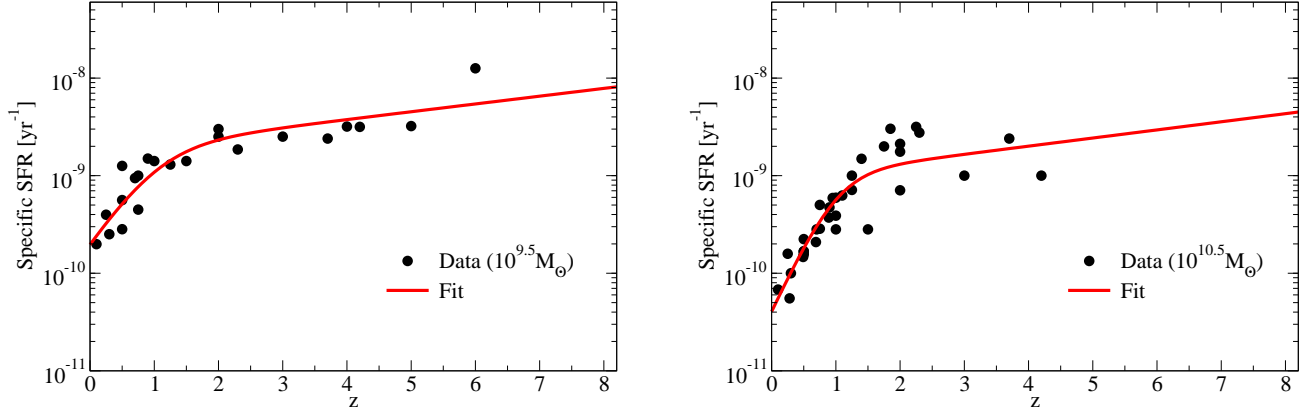 10^-8
10^-9
10^-10
10^-11
Specific SFR [yr^-1]
Data (10^9.5 M_⊙)
Fit
0 1 2 3 4 5 6 7 8
z
10^-8
10^-9
10^-10
10^-11
Specific SFR [yr^-1]
Data (10^10.5 M_⊙)
Fit
0 1 2 3 4 5 6 7 8
z